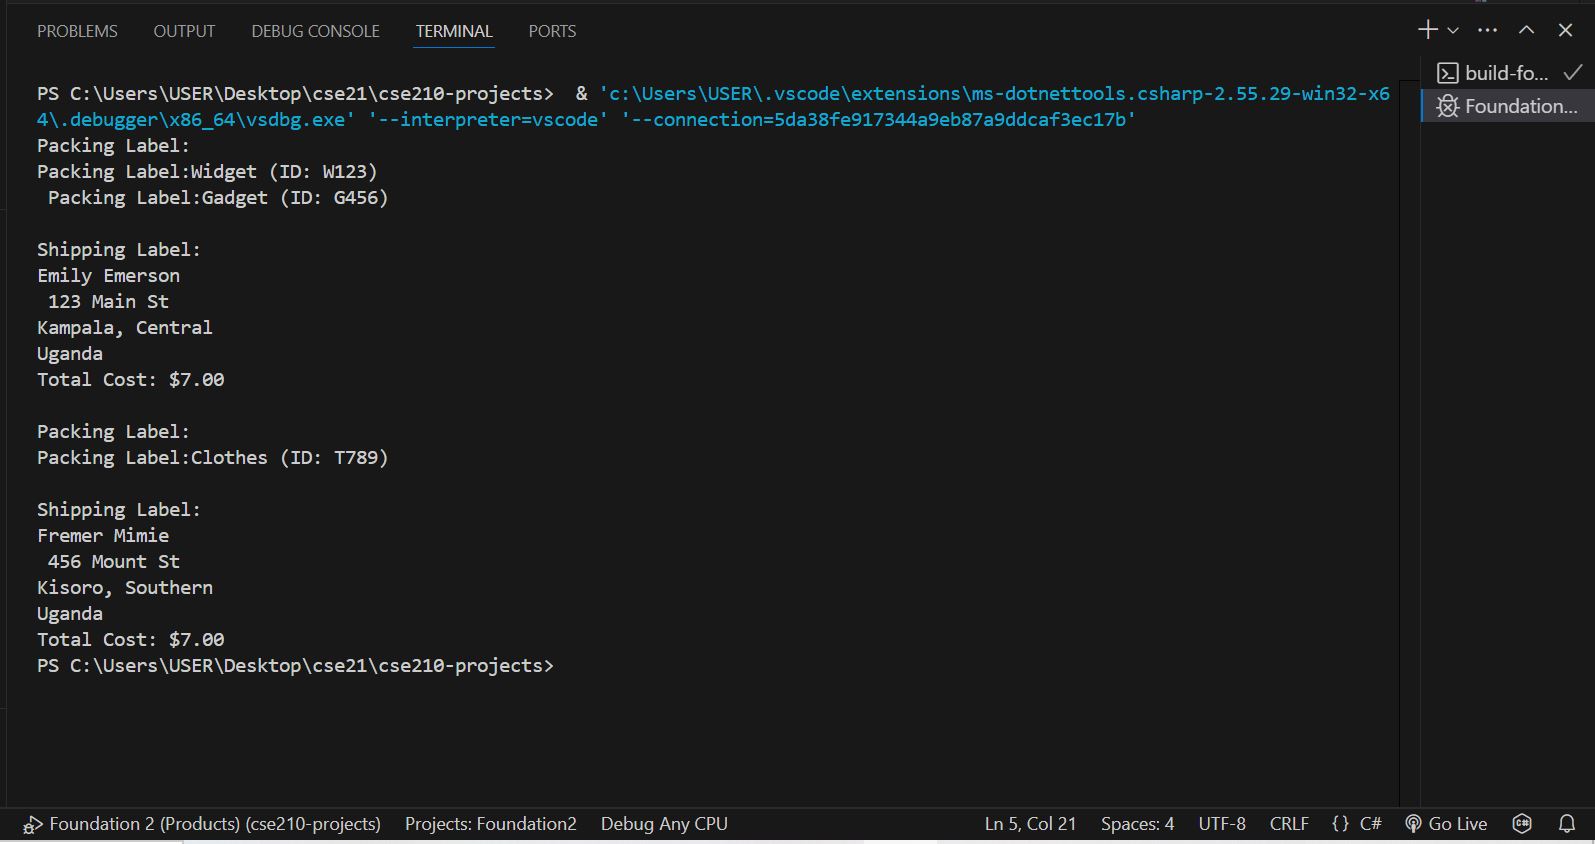 PROBLEMS OUTPUT DEBUG CONSOLE TERMINAL PORTS
PS C:\Users\USER\Desktop\cse21\cse210-projects>  & 'c:\Users\USER\.vscode\extensions\ms-dotnettools.csharp-2.55.29-win32-x6
4\.debugger\x86_64\vsdbg.exe' '--interpreter=vscode' '--connection=5da38fe917344a9eb87a9ddcaf3ec17b'
Packing Label:
Packing Label:Widget (ID: W123)
 Packing Label:Gadget (ID: G456)
Shipping Label:
Emily Emerson
 123 Main St
Kampala, Central
Uganda
Total Cost: $7.00
Packing Label:
Packing Label:Clothes (ID: T789)
Shipping Label:
Fremer Mimie
 456 Mount St
Kisoro, Southern
Uganda
Total Cost: $7.00
PS C:\Users\USER\Desktop\cse21\cse210-projects>
build-fo...
Foundation...
Foundation 2 (Products) (cse210-projects) Projects: Foundation2 Debug Any CPU Ln 5, Col 21 Spaces: 4 UTF-8 CRLF {} C# Go Live